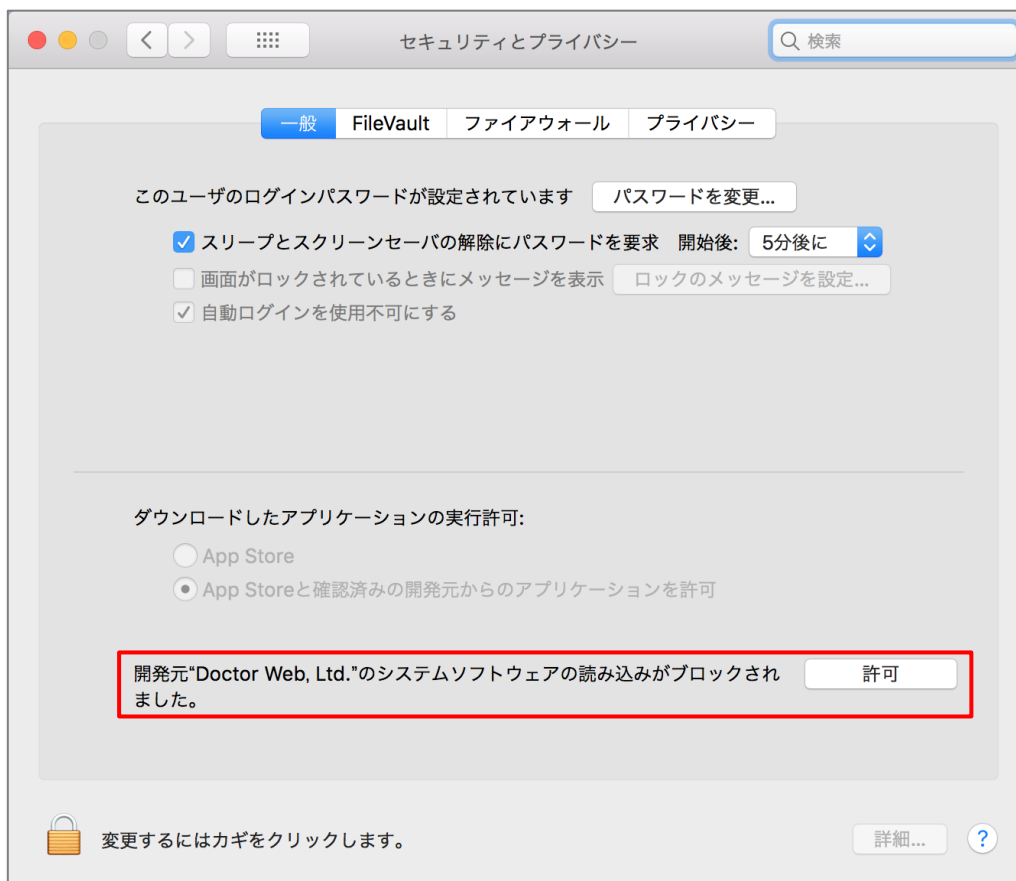 セキュリティとプライバシー
検索
一般 FileVault ファイアウォール プライバシー
このユーザのログインパスワードが設定されています パスワードを変更...
スリープとスクリーンセーバの解除にパスワードを要求 開始後: 5分後に
画面がロックされているときにメッセージを表示 ロックのメッセージを設定...
自動ログインを使用不可にする
ダウンロードしたアプリケーションの実行許可:
App Store
App Storeと確認済みの開発元からのアプリケーションを許可
開発元“Doctor Web, Ltd.”のシステムソフトウェアの読み込みがブロックされ 許可
ました。
変更するにはカギをクリックします。 詳細... ?